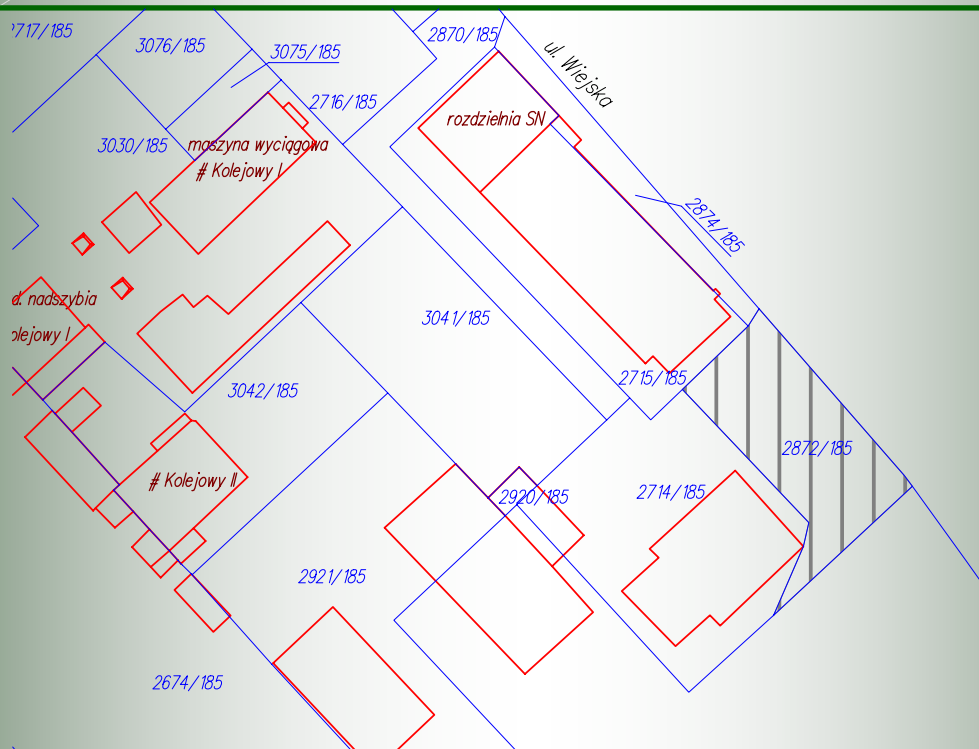 2717/185
3076/185
3075/185
2870/185
ul. Wiejska
2716/185
3030/185
rozdzielnia SN
maszyna wyciągowa
# Kolejowy I
2874/185
d. nadszybia
olejowy I
3041/185
3042/185
2715/185
2872/185
# Kolejowy II
2920/185
2714/185
2921/185
2674/185